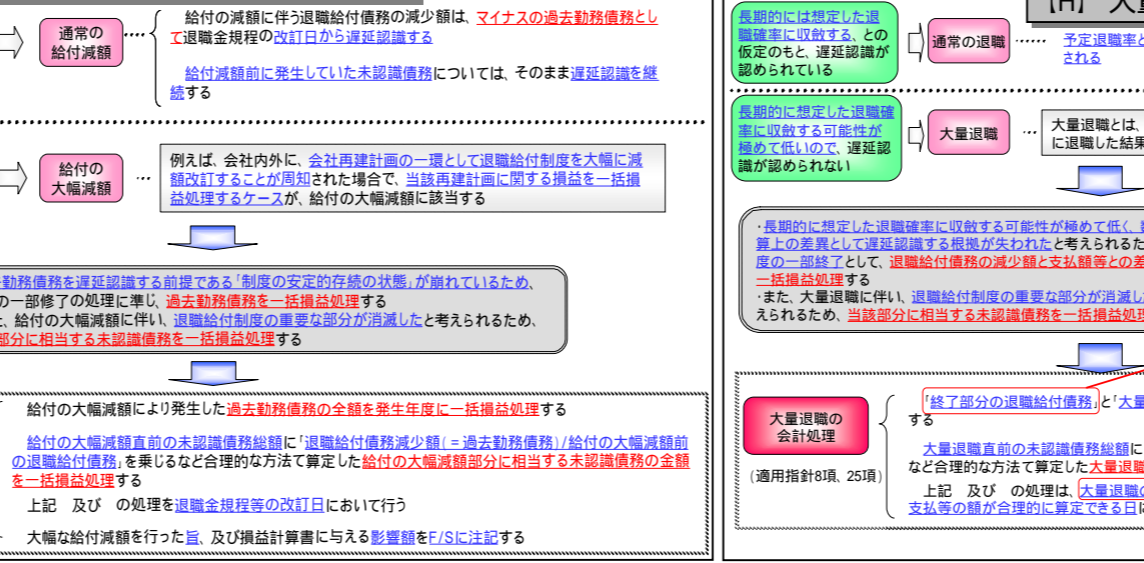 給付の減額に伴う退職給付債務の減少額は、マイナスの過去勤務債務とし
て退職金規程の改訂日から遅延認識する
通常の
給付減額
給付減額前に発生していた未認識債務については、そのまま遅延認識を継
続する
給付の
大幅減額
例えば、会社内外に、会社再建計画の一環として退職給付制度を大幅に減
額改訂することが周知された場合で、当該再建計画に関する損益を一括損
益処理するケースが、給付の大幅減額に該当する
勤務債務を遅延認識する前提である「制度の安定的存続の状態」が崩れているため、
の一部修了の処理に準じ、過去勤務債務を一括損益処理する
、給付の大幅減額に伴い、退職給付制度の重要な部分が消滅したと考えられるため、
部分に相当する未認識債務を一括損益処理する
給付の大幅減額により発生した過去勤務債務の全額を発生年度に一括損益処理する
給付の大幅減額直前の未認識債務総額に「退職給付債務減少額(=過去勤務債務)/給付の大幅減額前
の退職給付債務」を乗じるなど合理的な方法て算定した給付の大幅減額部分に相当する未認識債務の金額
を一括損益処理する
上記 及び の処理を退職金規程等の改訂日において行う
大幅な給付減額を行った旨、及び損益計算書に与える影響額をF/Sに注記する
【H】 大量
長期的には想定した退
職確率に収斂する、との
仮定のもと、遅延認識が
認められている
通常の退職
予定退職率と
される
長期的に想定した退職確
率に収斂する可能性が
極めて低いので、遅延認
識が認められない
大量退職
大量退職とは、
に退職した結果
・長期的に想定した退職確率に収斂する可能性が極めて低く、
算上の差異として遅延認識する根拠が失われたと考えられるた
度の一部終了として、退職給付債務の減少額と支払額等との差
一括損益処理する
・また、大量退職に伴い、退職給付制度の重要な部分が消滅し
えられるため、当該部分に相当する未認識債務を一括損益処理
大量退職の
会計処理
(適用指針8項、25項)
「終了部分の退職給付債務」と「大量
する
大量退職直前の未認識債務総額に
など合理的な方法て算定した大量退職
上記 及び の処理は、大量退職の
支払等の額が合理的に算定できる日に